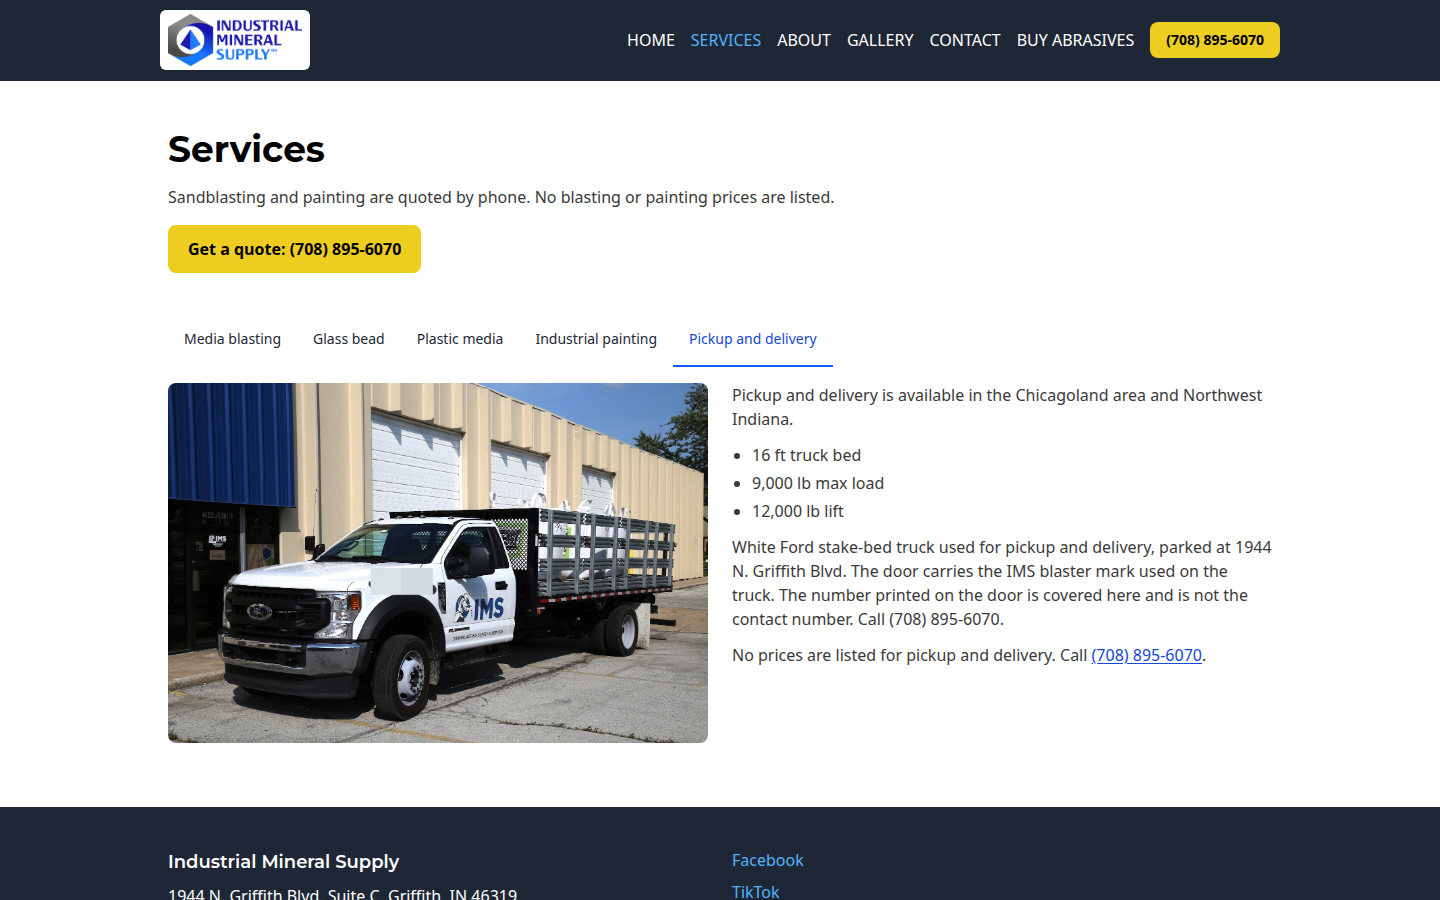 INDUSTRIAL
MINERAL
SUPPLY™
HOME SERVICES ABOUT GALLERY CONTACT BUY ABRASIVES (708) 895-6070
Services
Sandblasting and painting are quoted by phone. No blasting or painting prices are listed.
Get a quote: (708) 895-6070
Media blasting Glass bead Plastic media Industrial painting Pickup and delivery
IMS
IMS
Pickup and delivery is available in the Chicagoland area and Northwest
Indiana.
• 16 ft truck bed
• 9,000 lb max load
• 12,000 lb lift
White Ford stake-bed truck used for pickup and delivery, parked at 1944
N. Griffith Blvd. The door carries the IMS blaster mark used on the
truck. The number printed on the door is covered here and is not the
contact number. Call (708) 895-6070.
No prices are listed for pickup and delivery. Call (708) 895-6070.
Industrial Mineral Supply
1944 N. Griffith Blvd, Suite C, Griffith, IN 46319
Facebook
TikTok